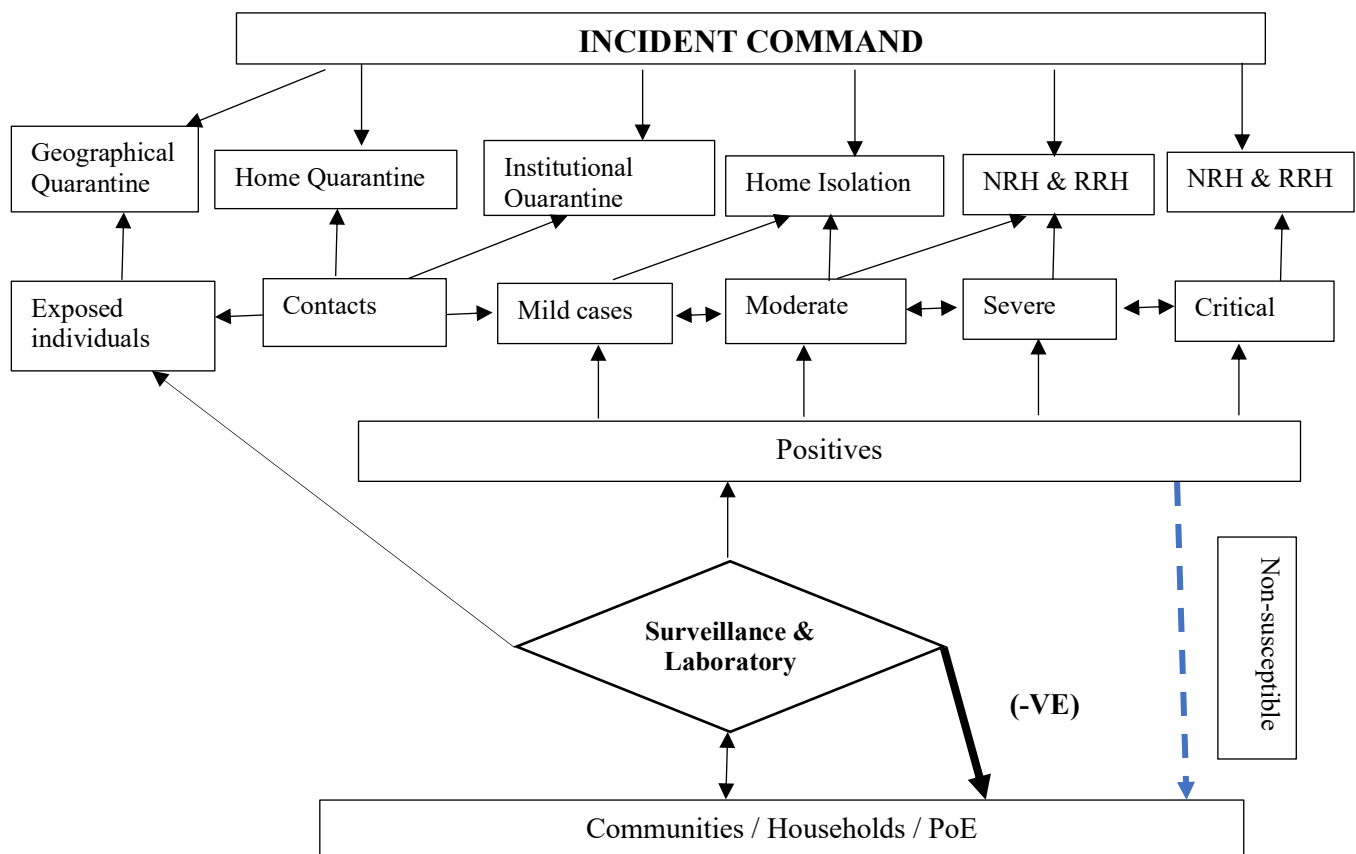 INCIDENT COMMAND
Geographical
Quarantine
Home Quarantine
Institutional
Ouarantine
Home Isolation
NRH & RRH
NRH & RRH
Exposed
individuals
Contacts
Mild cases
Moderate
Severe
Critical
Positives
Surveillance &
Laboratory
(-VE)
Non-susceptible
Communities / Households / PoE